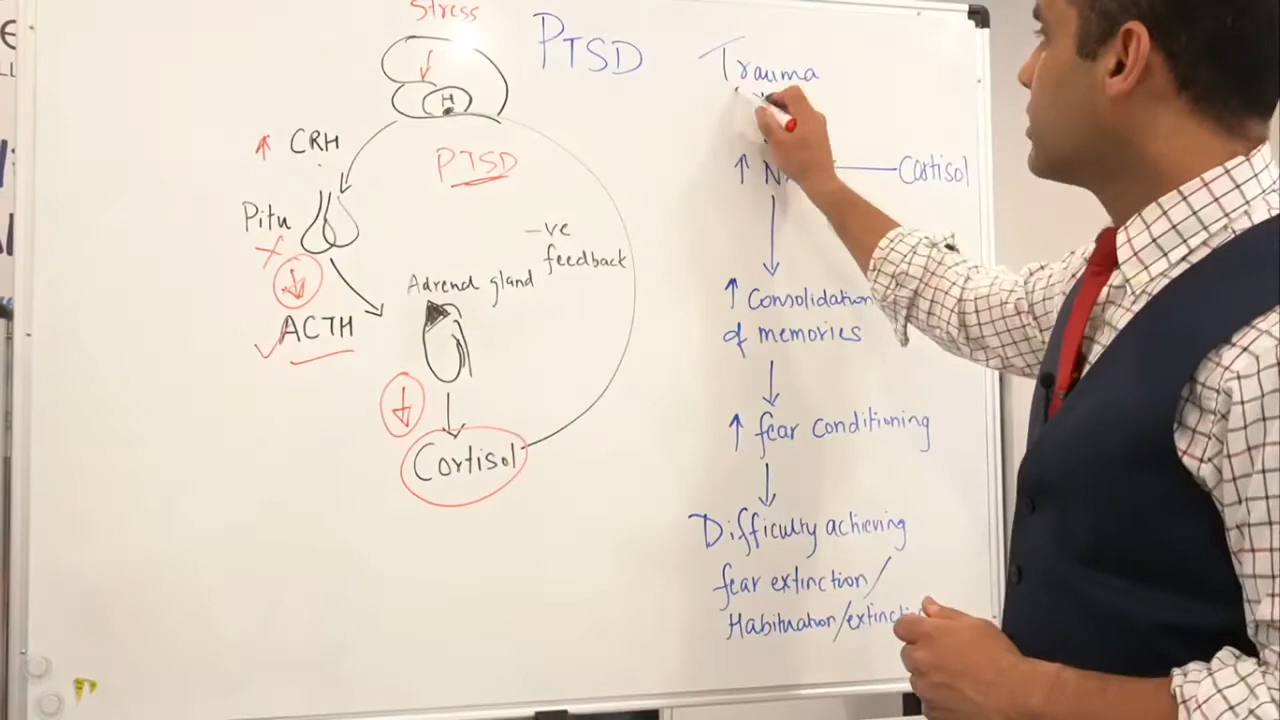 Stress
PTSD
H
CRH
PTSD
Pitu
-ve
feedback
Adrenal gland
ACTH
Cortisol
Trauma
Cortisol
Consolidation
of memories
fear conditioning
Difficulty achieving
fear extinction/
Habituation/